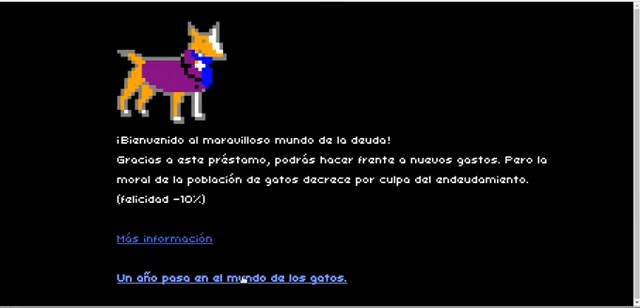 ¡Bienvenido al maravilloso mundo de la deuda!
Gracias a este préstamo, podrás hacer frente a nuevos gastos. Pero la
moral de la población de gatos decrece por culpa del endeudamiento.
(felicidad -10%)
Más información
Un año pasa en el mundo de los gatos.